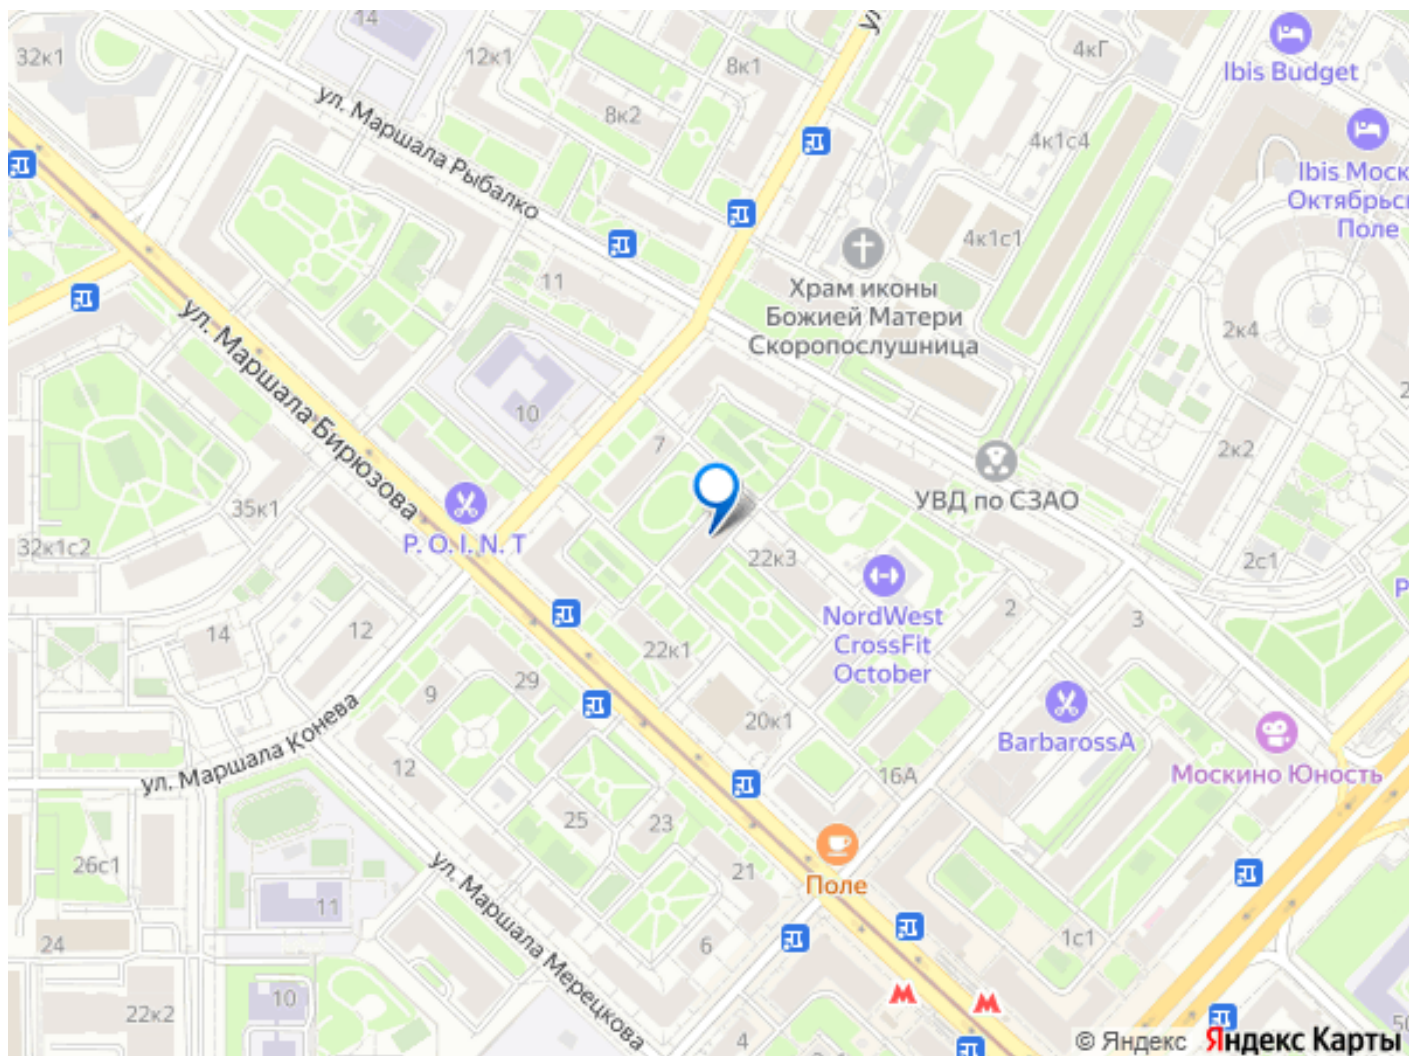 14
32к1
12к1
8к1
4кГ
Ibis Budget
ул. Маршала Рыбалко
8к2
4к1с4
Ibis Моск
Октябрьс
Поле
4к1с1
11
Храм иконы
Божией Матери
Скоропослушница
2к4
ул. Маршала Бирюзова
10
7
2к2
35к1
УВД по СЗАО
32к1с2
P. O. I. N. T
22к3
2с1
NordWest
CrossFit
October
2
3
14
12
22к1
9
29
20к1
BarbarossA
ул. Маршала Конева
12
16А
Москино Юность
25
23
26с1
21
Поле
ул. Маршала Мерецкова
11
24
6
1с1
10
22к2
4
50
© Яндекс Яндекс Карты